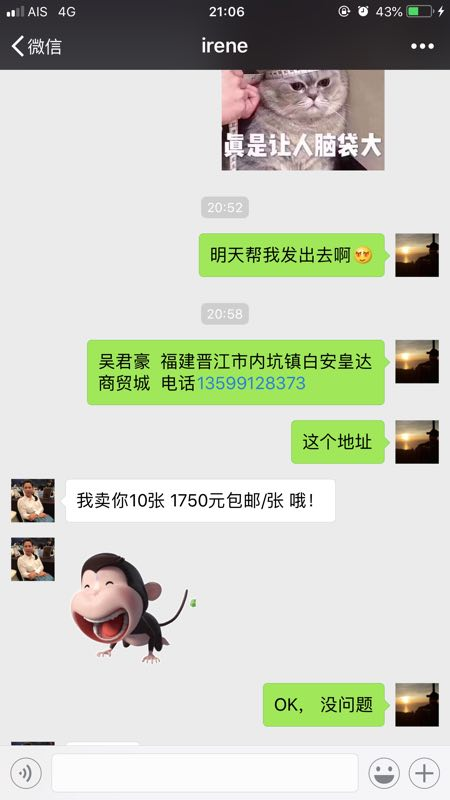 AIS 4G 21:06 43%
微信 irene
真是让人脑袋大
20:52
明天帮我发出去啊
20:58
吴君豪 福建晋江市内坑镇白安皇达
商贸城 电话13599128373
这个地址
我卖你10张 1750元包邮/张 哦！
OK， 没问题